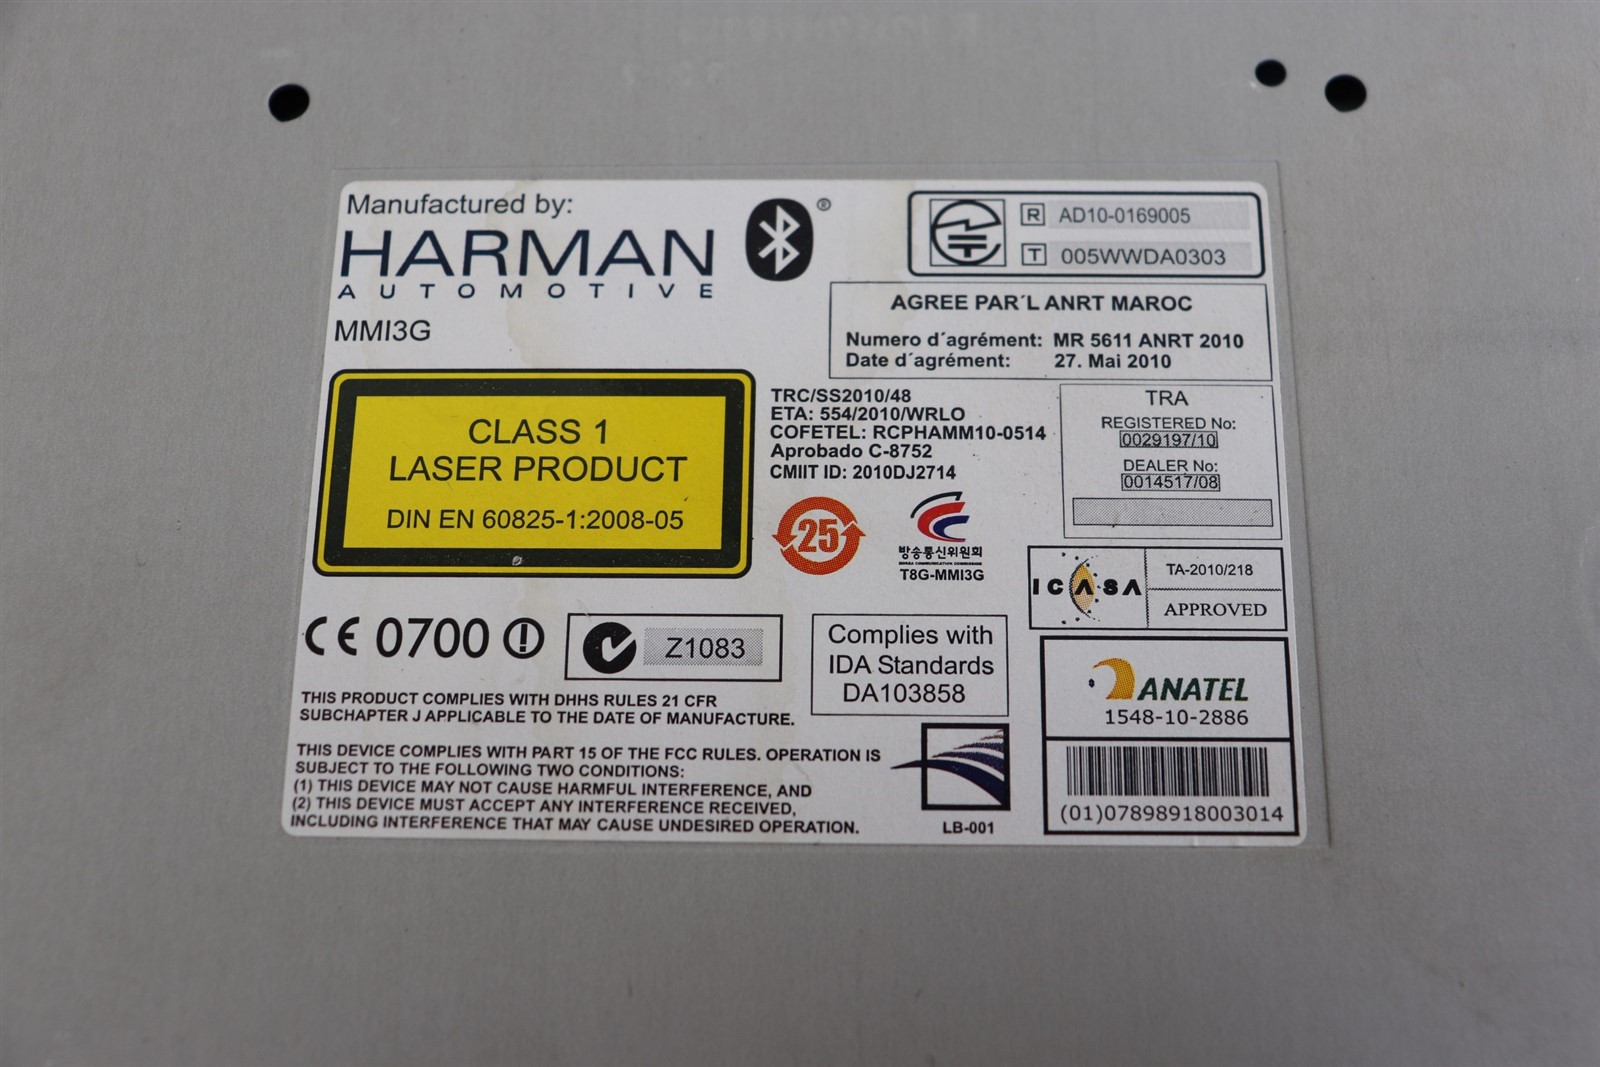 Manufactured by:
HARMAN
AUTOMOTIVE
MMI3G
®
R AD10-0169005
T 005WWDA0303
AGREE PAR´L ANRT MAROC
Numero d´agrément: MR 5611 ANRT 2010
Date d´agrément: 27. Mai 2010
CLASS 1
LASER PRODUCT
DIN EN 60825-1:2008-05
TRC/SS2010/48
ETA: 554/2010/WRLO
COFETEL: RCPHAMM10-0514
Aprobado C-8752
CMIIT ID: 2010DJ2714
TRA
REGISTERED No:
0029197/10
DEALER No:
0014517/08
25
방송통신위원회
KOREA COMMUNICATIONS COMMISSION
T8G-MMI3G
ICASA
TA-2010/218
APPROVED
CE 0700
Z1083
Complies with
IDA Standards
DA103858
ANATEL
1548-10-2886
(01)07898918003014
THIS PRODUCT COMPLIES WITH DHHS RULES 21 CFR
SUBCHAPTER J APPLICABLE TO THE DATE OF MANUFACTURE.
THIS DEVICE COMPLIES WITH PART 15 OF THE FCC RULES. OPERATION IS
SUBJECT TO THE FOLLOWING TWO CONDITIONS:
(1) THIS DEVICE MAY NOT CAUSE HARMFUL INTERFERENCE, AND
(2) THIS DEVICE MUST ACCEPT ANY INTERFERENCE RECEIVED,
INCLUDING INTERFERENCE THAT MAY CAUSE UNDESIRED OPERATION.
LB-001